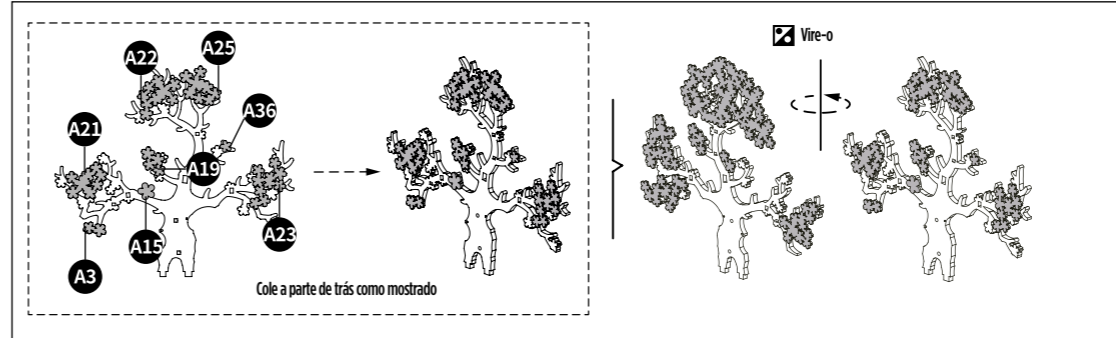 A22
A25
A36
A21
A19
A23
A15
A3
Cole a parte de trás como mostrado
Vire-o